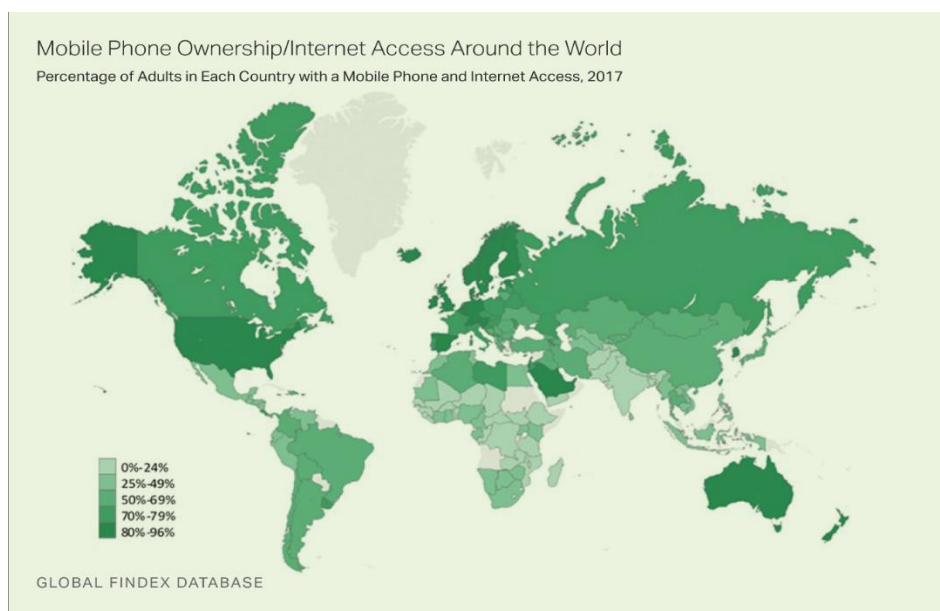 Mobile Phone Ownership/Internet Access Around the World
Percentage of Adults in Each Country with a Mobile Phone and Internet Access, 2017
0%-24%
25%-49%
50%-69%
70%-79%
80%-96%
GLOBAL FINDEX DATABASE